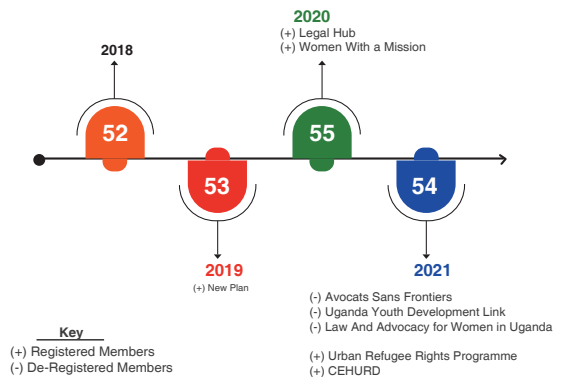 2018
52
53
2019
(+) New Plan
2020
(+) Legal Hub
(+) Women With a Mission
55
54
2021
(-) Avocats Sans Frontiers
(-) Uganda Youth Development Link
(-) Law And Advocacy for Women in Uganda
(+) Urban Refugee Rights Programme
(+) CEHURD
Key
(+) Registered Members
(-) De-Registered Members